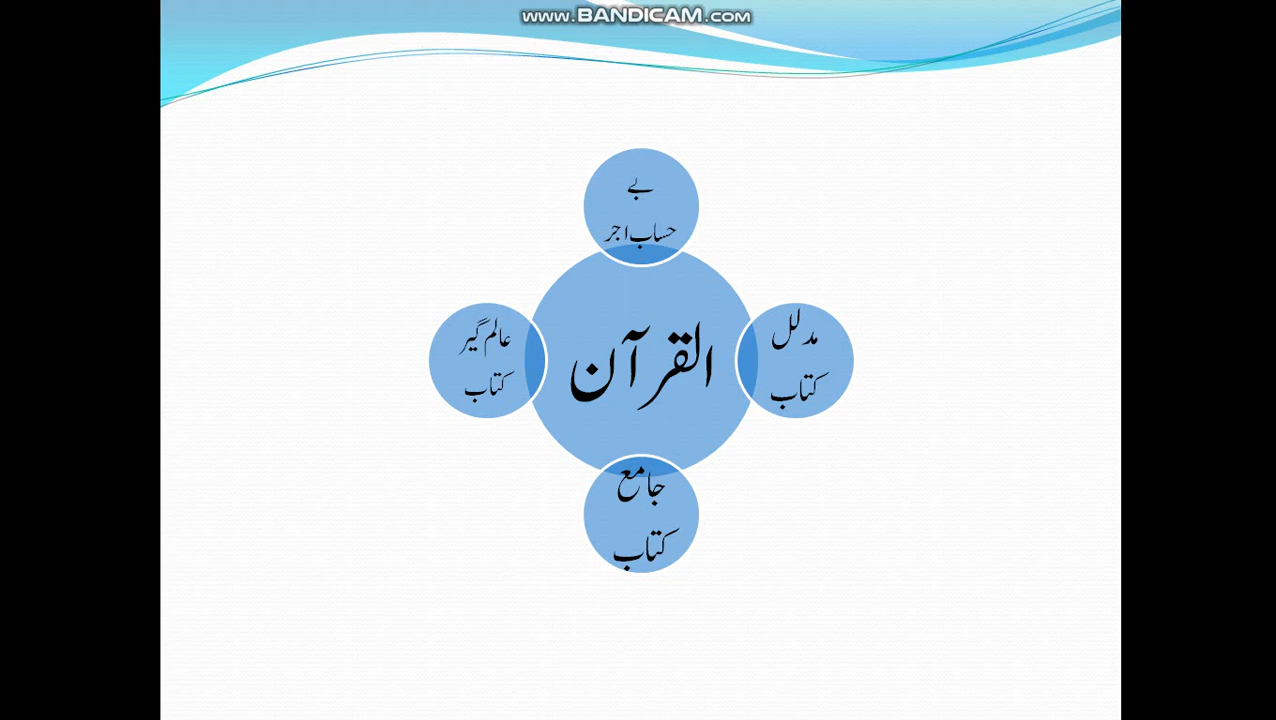 www.BANDICAM.com
بے
حساب اجر
عالم گیر
کتاب
القرآن
مدلل
کتاب
جامع
کتاب